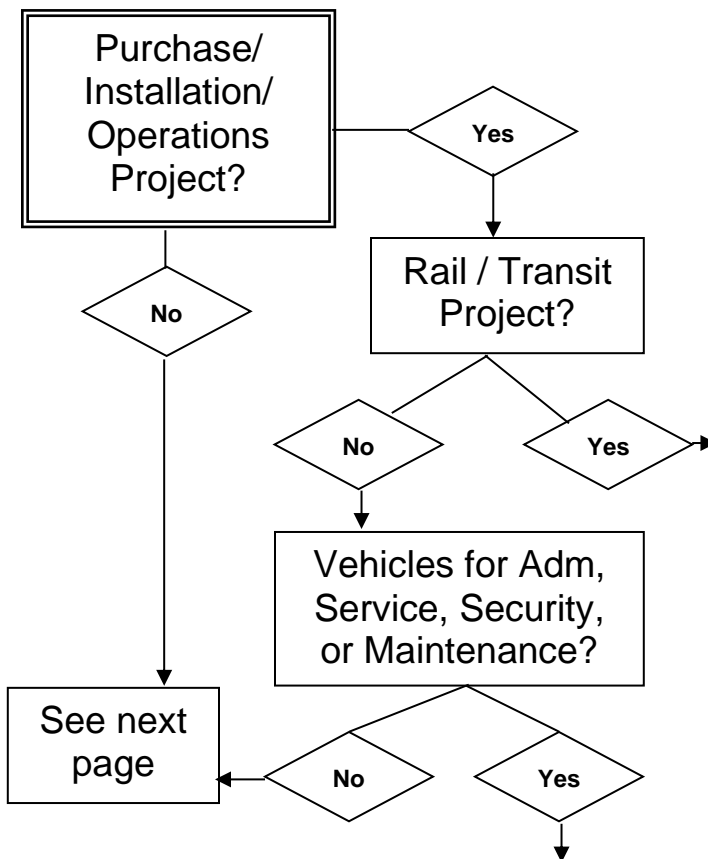 Purchase/
Installation/
Operations
Project?
Yes
Rail / Transit
Project?
No
No
Yes
Vehicles for Adm,
Service, Security,
or Maintenance?
See next
page
No
Yes